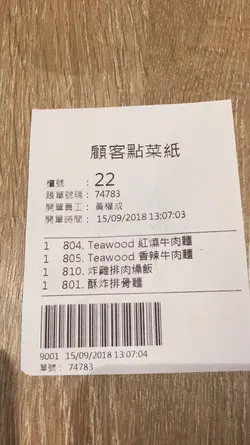 顧客點菜紙
檯號 : 22
賬單號碼 : 74783
開單員工 : 黃權成
開單時間 : 15/09/2018 13:07:03
1 804. Teawood 紅燒牛肉麵
1 805. Teawood 香辣牛肉麵
1 810. 炸雞排肉燥飯
1 801. 酥炸排骨麵
9001 15/09/2018 13:07:04
單號 : 74783